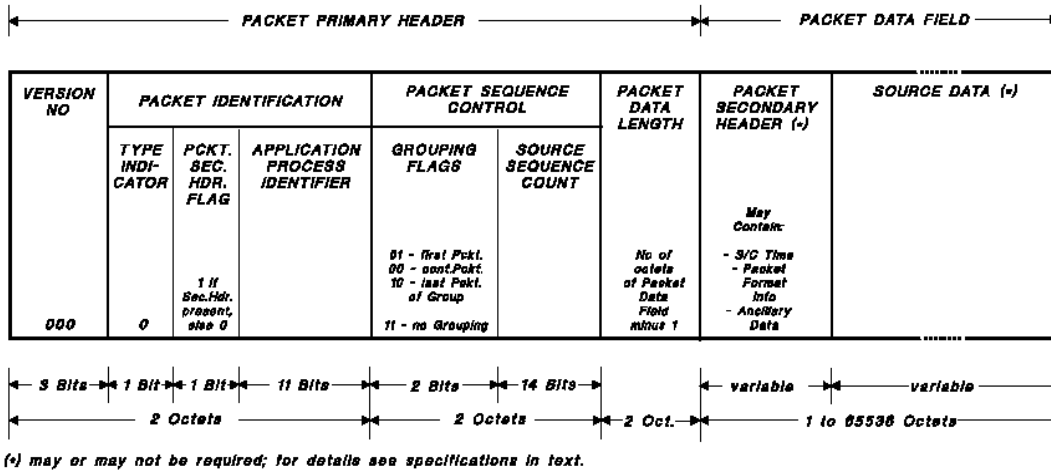 PACKET PRIMARY HEADER PACKET DATA FIELD
VERSION NO
PACKET IDENTIFICATION
PACKET SEQUENCE CONTROL
PACKET DATA LENGTH
PACKET SECONDARY HEADER (•)
SOURCE DATA (•)
TYPE INDI-CATOR
PCKT. SEC. HDR. FLAG
APPLICATION PROCESS IDENTIFIER
GROUPING FLAGS
SOURCE SEQUENCE COUNT
000
0
1 if
Sec.Hdr.
present,
else 0
01 - first Pckt.
00 - cont.Pckt.
10 - last Pckt.
of Group
11 - no Grouping
No of
octets
of Packet
Data
Field
minus 1
May
Contain:
- S/C Time
- Packet
Format
Info
- Ancillary
Data
3 Bits 1 Bit 1 Bit 11 Bits 2 Bits 14 Bits variable variable
2 Octets 2 Octets 2 Oct. 1 to 65536 Octets
(•) may or may not be required; for details see specifications in text.